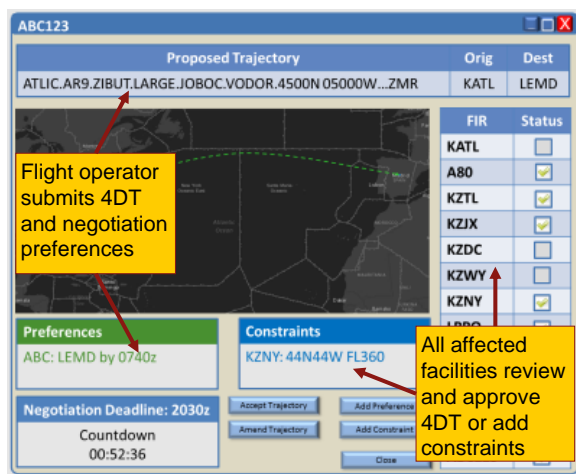 ABC123
X
Proposed Trajectory Orig Dest
ATLIC.AR9.ZIBUT.LARGE.JOBOC.VODOR.4500N 05000W...ZMR KATL LEMD
FIR Status
KATL
A80
KZTL
KZJX
KZDC
KZWY
KZNY
Flight operator
submits 4DT
and negotiation
preferences
Preferences
ABC: LEMD by 0740z
Constraints
KZNY: 44N44W FL360
All affected
facilities review
and approve
4DT or add
constraints
Negotiation Deadline: 2030z
Countdown
00:52:36
Accept Trajectory Add Preference
Amend Trajectory Add Constraint
Close